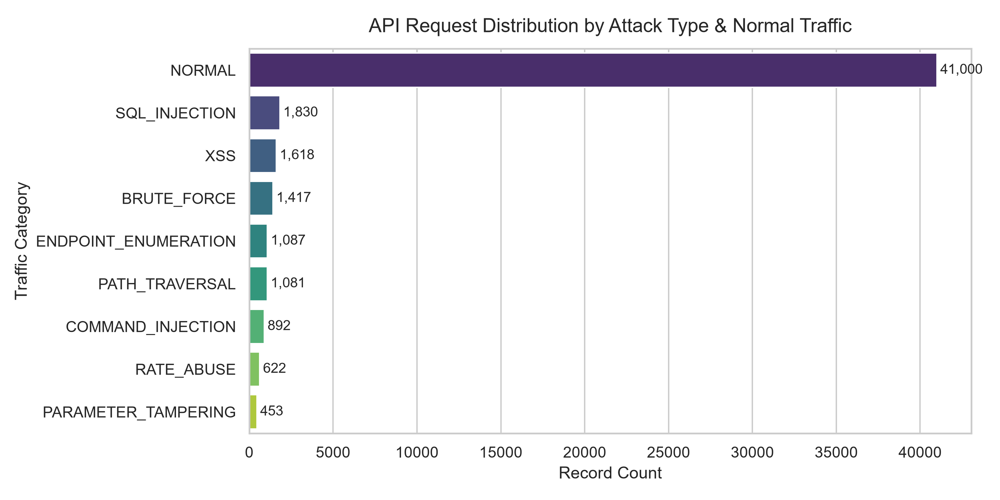 API Request Distribution by Attack Type & Normal Traffic
Traffic Category
NORMAL 41,000
SQL_INJECTION 1,830
XSS 1,618
BRUTE_FORCE 1,417
ENDPOINT_ENUMERATION 1,087
PATH_TRAVERSAL 1,081
COMMAND_INJECTION 892
RATE_ABUSE 622
PARAMETER_TAMPERING 453
0 5000 10000 15000 20000 25000 30000 35000 40000
Record Count